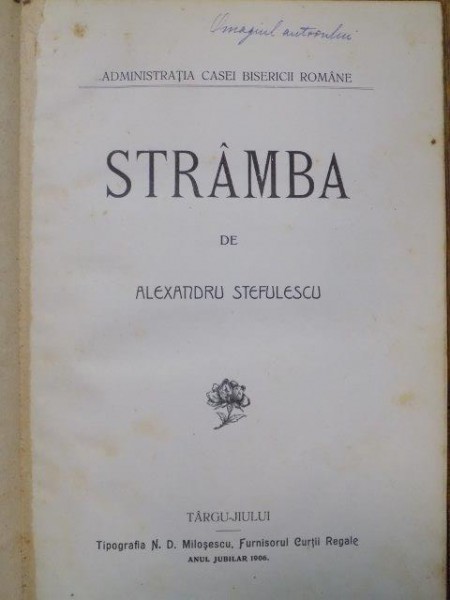 Omagiul autorului
ADMINISTRAȚIA CASEI BISERICII ROMÂNE
STRÂMBA
DE
ALEXANDRU STEFULESCU
TÂRGU-JIULUI
Tipografia N. D. Miloșescu, Furnisorul Curții Regale
ANUL JUBILAR 1906.